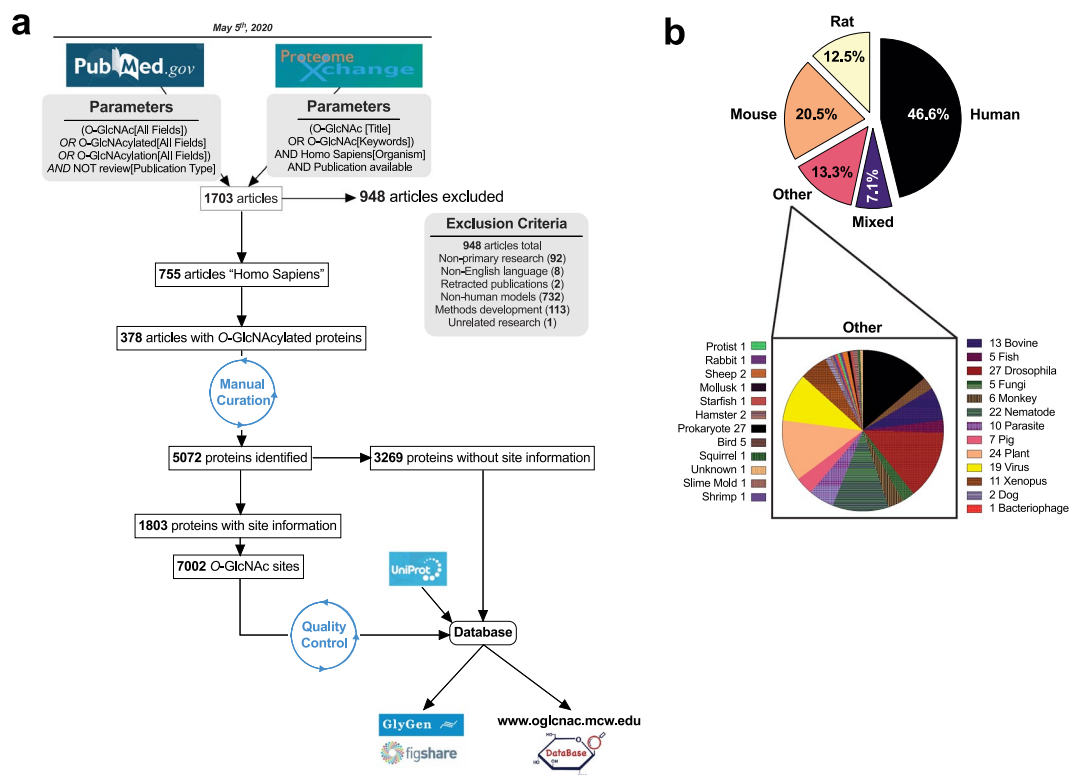 a
May 5th, 2020
PubMed.gov
Proteome
Xchange
Parameters
(O-GlcNAc[All Fields])
OR O-GlcNAcylated[All Fields]
OR O-GlcNAcylation[All Fields])
AND NOT review[Publication Type]
Parameters
(O-GlcNAc [Title]
OR O-GlcNAc[Keywords])
AND Homo Sapiens[Organism]
AND Publication available
1703 articles
948 articles excluded
Exclusion Criteria
948 articles total
Non-primary research (92)
Non-English language (8)
Retracted publications (2)
Non-human models (732)
Methods development (113)
Unrelated research (1)
755 articles “Homo Sapiens”
378 articles with O-GlcNAcylated proteins
Manual
Curation
5072 proteins identified
3269 proteins without site information
1803 proteins with site information
7002 O-GlcNAc sites
UniProt
Quality
Control
Database
GlyGen
figshare
www.oglcnac.mcw.edu
HO
O
HO
OH
DataBase
b
Rat
12.5%
Mouse
20.5%
46.6%
Human
13.3%
7.1%
Other
Mixed
Other
Protist 1
Rabbit 1
Sheep 2
Mollusk 1
Starfish 1
Hamster 2
Prokaryote 27
Bird 5
Squirrel 1
Unknown 1
Slime Mold 1
Shrimp 1
13 Bovine
5 Fish
27 Drosophila
5 Fungi
6 Monkey
22 Nematode
10 Parasite
7 Pig
24 Plant
19 Virus
11 Xenopus
2 Dog
1 Bacteriophage